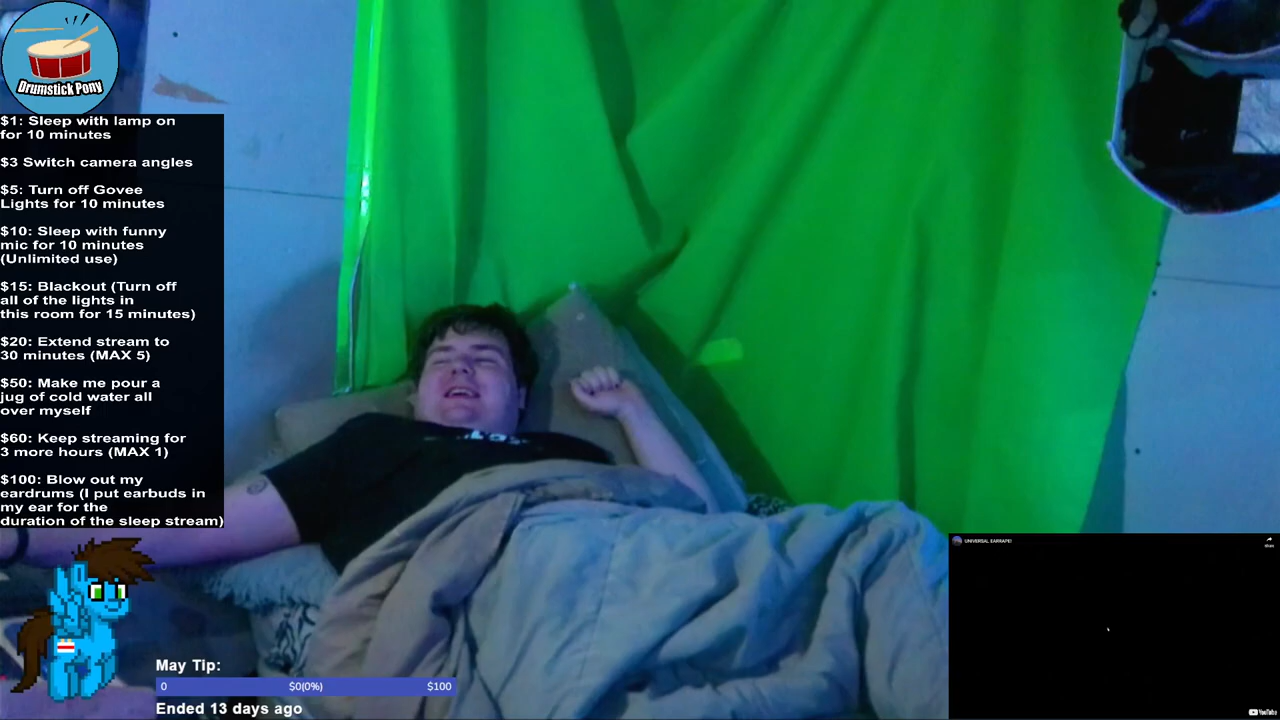 Drumstick Pony
$1: Sleep with lamp on
for 10 minutes
$3 Switch camera angles
$5: Turn off Govee
Lights for 10 minutes
$10: Sleep with funny
mic for 10 minutes
(Unlimited use)
$15: Blackout (Turn off
all of the lights in
this room for 15 minutes)
$20: Extend stream to
30 minutes (MAX 5)
$50: Make me pour a
jug of cold water all
over myself
$60: Keep streaming for
3 more hours (MAX 1)
$100: Blow out my
eardrums (I put earbuds in
my ear for the
duration of the sleep stream)
May Tip:
0 $0(0%) $100
Ended 13 days ago
UNIVERSAL EARRAPE!
YouTube